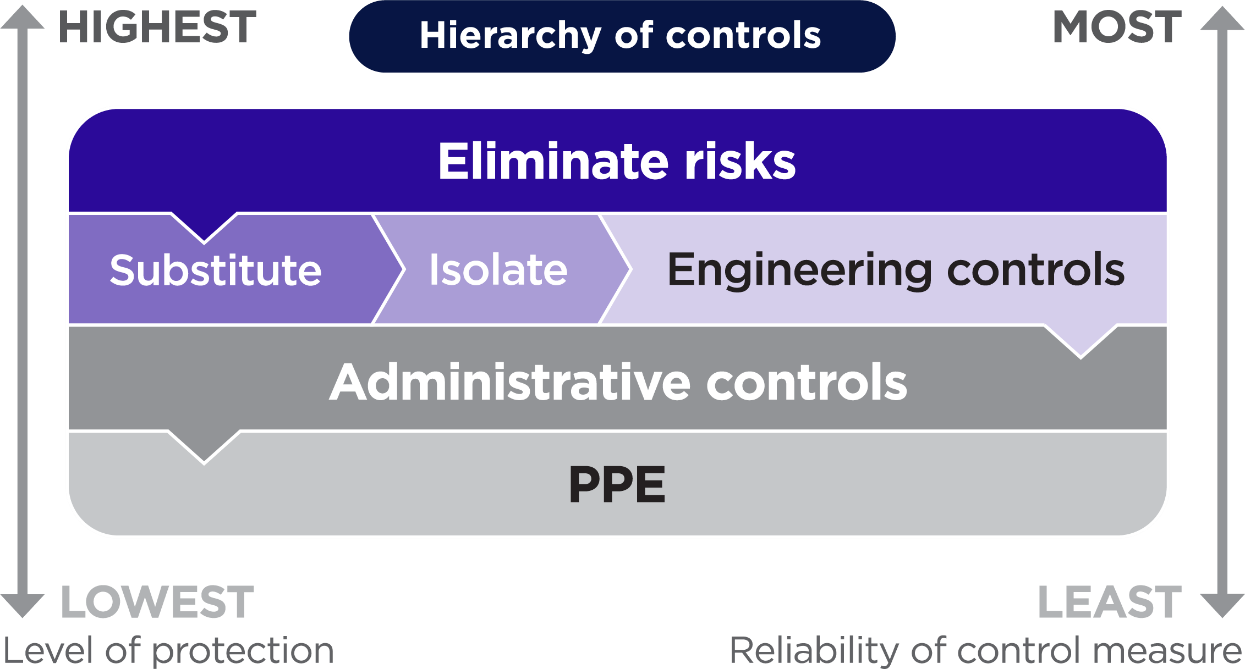 HIGHEST
Hierarchy of controls
MOST
Eliminate risks
Substitute
Isolate
Engineering controls
Administrative controls
PPE
LOWEST
Level of protection
LEAST
Reliability of control measure